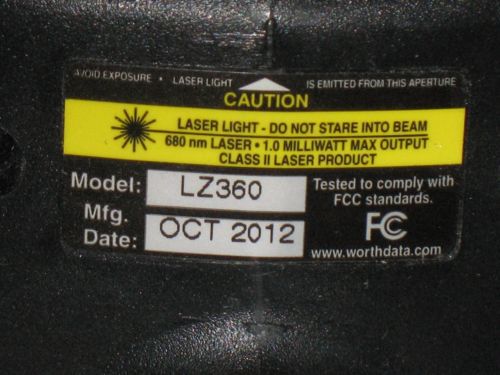 AVOID EXPOSURE • LASER LIGHT IS EMITTED FROM THIS APERTURE
CAUTION
LASER LIGHT - DO NOT STARE INTO BEAM
680 nm LASER • 1.0 MILLIWATT MAX OUTPUT
CLASS II LASER PRODUCT
Model: LZ360
Tested to comply with
FCC standards.
Mfg.
Date: OCT 2012
FC
www.worthdata.com